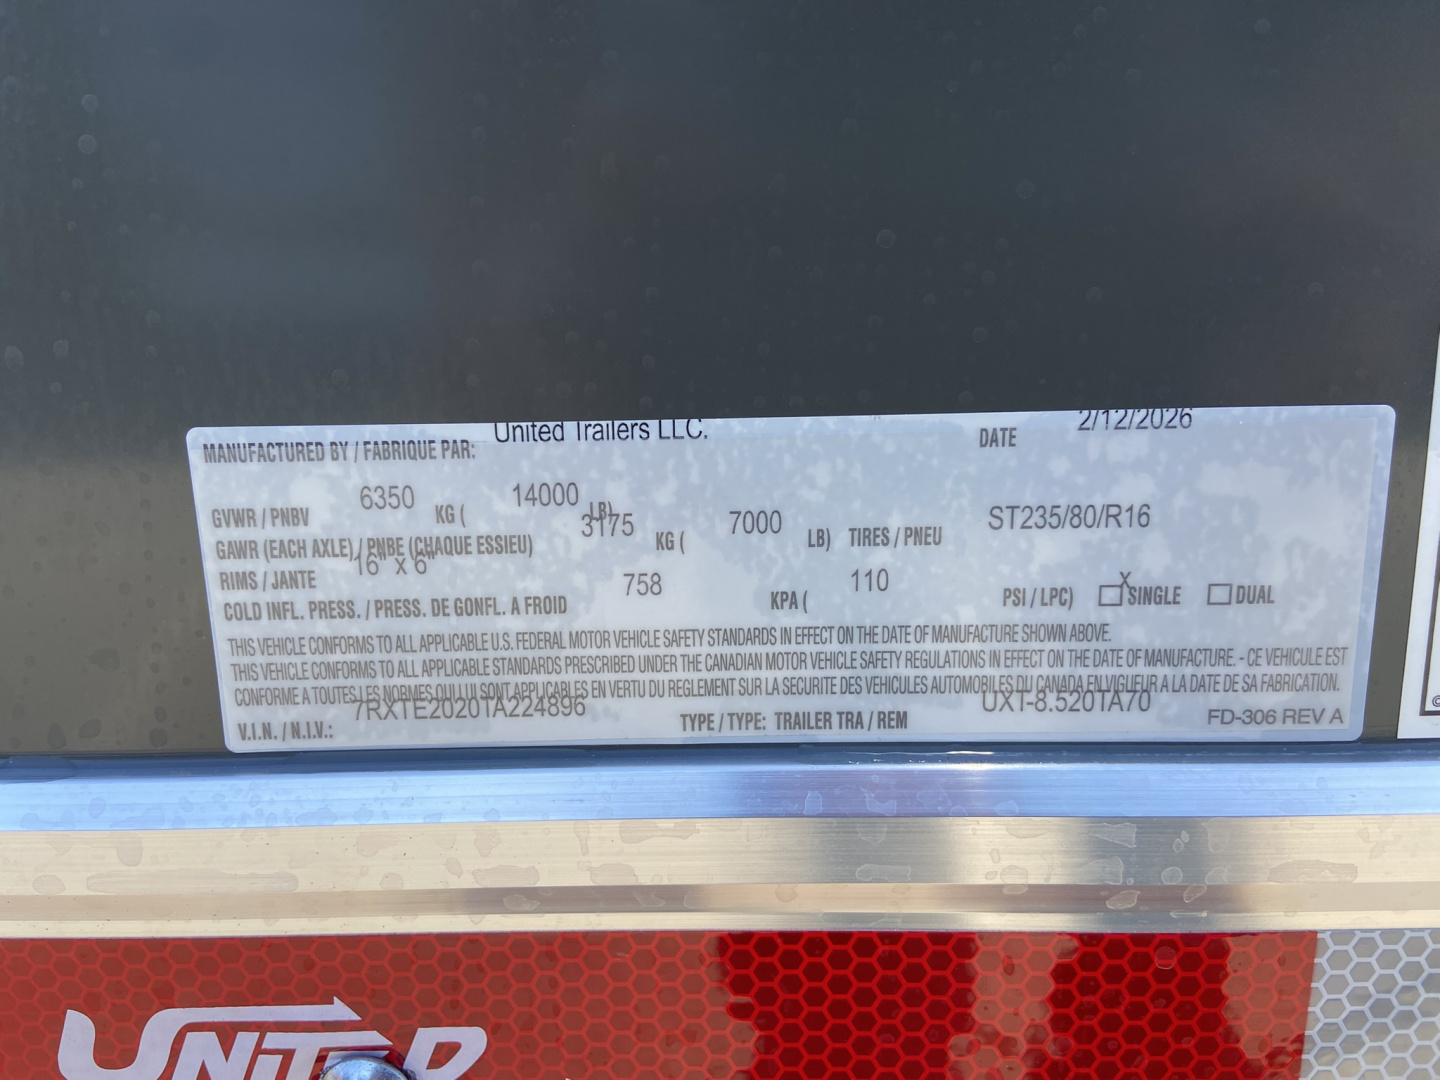 MANUFACTURED BY / FABRIQUE PAR: United Trailers LLC. DATE 2/12/2026
GVWR / PNBV 6350 KG ( 14000 LB)
GAWR (EACH AXLE) / PNBE (CHAQUE ESSIEU) 3175 KG ( 7000 LB) TIRES / PNEU ST235/80/R16
RIMS / JANTE 16" x 6"
COLD INFL. PRESS. / PRESS. DE GONFL. A FROID 758 KPA ( 110 PSI / LPC) X SINGLE DUAL
THIS VEHICLE CONFORMS TO ALL APPLICABLE U.S. FEDERAL MOTOR VEHICLE SAFETY STANDARDS IN EFFECT ON THE DATE OF MANUFACTURE SHOWN ABOVE.
THIS VEHICLE CONFORMS TO ALL APPLICABLE STANDARDS PRESCRIBED UNDER THE CANADIAN MOTOR VEHICLE SAFETY REGULATIONS IN EFFECT ON THE DATE OF MANUFACTURE. - CE VEHICULE EST
CONFORME A TOUTES LES NORMES QUI LUI SONT APPLICABLES EN VERTU DU REGLEMENT SUR LA SECURITE DES VEHICULES AUTOMOBILES DU CANADA EN VIGUEUR A LA DATE DE SA FABRICATION.
V.I.N. / N.I.V.: 7RXTE2020TA224896 TYPE / TYPE: TRAILER TRA / REM UXT-8.520TA70 FD-306 REV A
UNITED